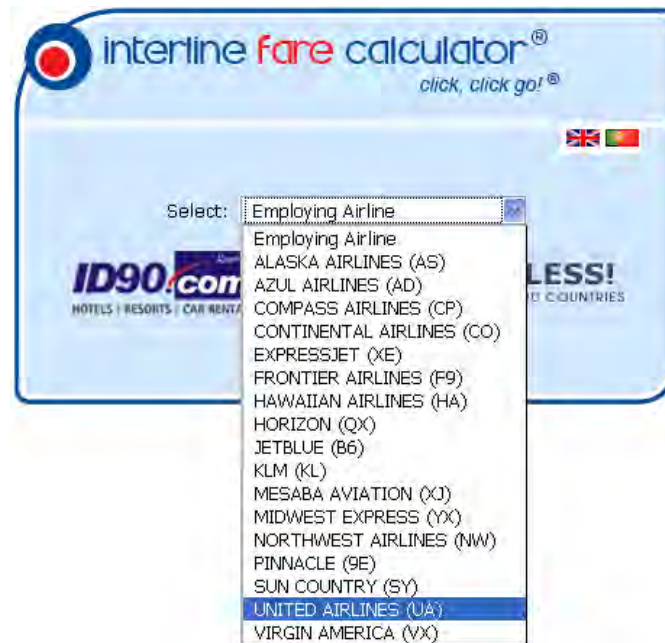 interline fare calculator®
click, click go! ®
Select: Employing Airline
Employing Airline
ALASKA AIRLINES (AS)
AZUL AIRLINES (AD)
COMPASS AIRLINES (CP)
CONTINENTAL AIRLINES (CO)
EXPRESSJET (XE)
FRONTIER AIRLINES (F9)
HAWAIIAN AIRLINES (HA)
HORIZON (QX)
JETBLUE (B6)
KLM (KL)
MESABA AVIATION (XJ)
MIDWEST EXPRESS (YX)
NORTHWEST AIRLINES (NW)
PINNACLE (9E)
SUN COUNTRY (SY)
UNITED AIRLINES (UA)
VIRGIN AMERICA (VX)
ID90.com
HOTELS | RESORTS | CAR RENTA
LESS!
COUNTRIES